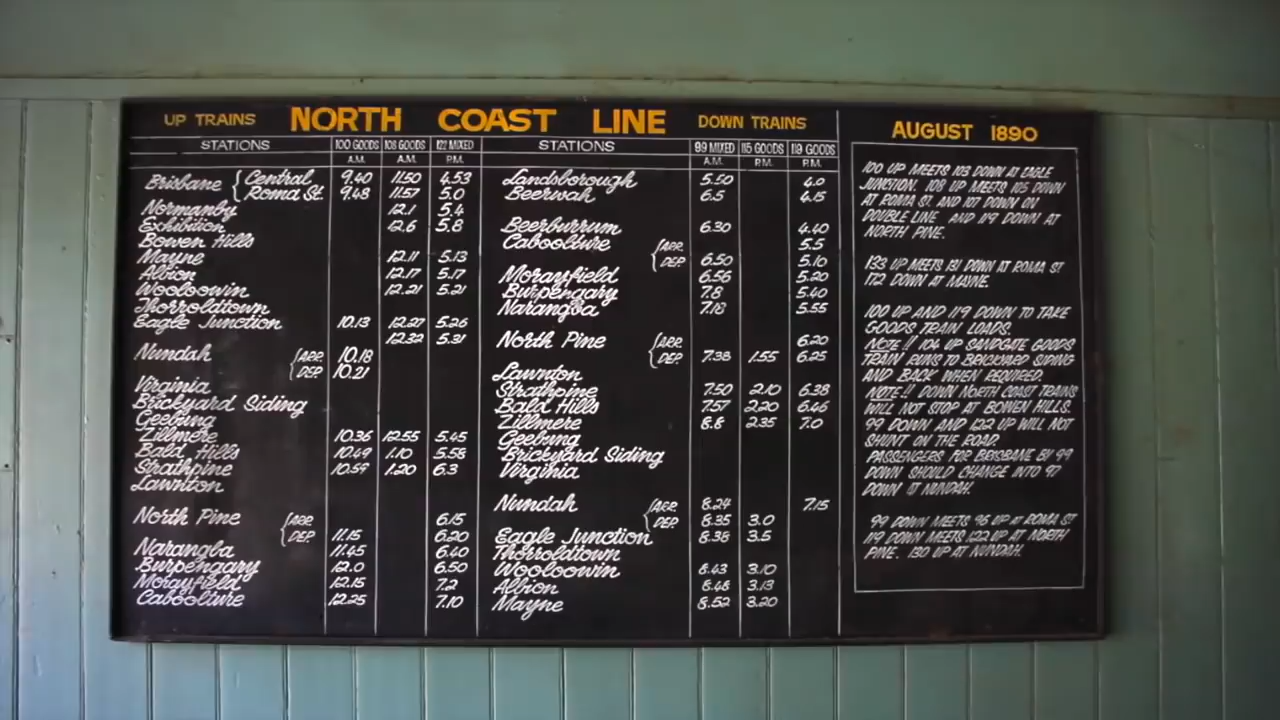 UP TRAINS NORTH COAST LINE DOWN TRAINS
STATIONS 100 GOODS 108 GOODS 122 MIXED
A.M. A.M. P.M.
Brisbane { Central 9.40 11.50 4.53
Roma St. 9.48 11.57 5.0
Normanby 12.1 5.4
Exhibition 12.6 5.8
Bowen Hills
Mayne 12.11 5.13
Albion 12.17 5.17
Wooloowin 12.21 5.21
Thorroldtown
Eagle Junction 10.13 12.27 5.26
12.32 5.31
Nundah { ARR. 10.18
DEP. 10.21
Virginia
Brickyard Siding
Geebung
Zillmere 10.36 12.55 5.45
Bald Hills 10.49 1.10 5.58
Strathpine 10.59 1.20 6.3
Lawnton
North Pine { ARR. 6.15
DEP. 11.15 6.20
Narangba 11.45 6.40
Burpengary 12.0 6.50
Morayfield 12.15 7.2
Caboolture 12.25 7.10
STATIONS 99 MIXED 115 GOODS 119 GOODS
A.M. P.M. P.M.
Landsborough 5.50 4.0
Beerwah 6.5 4.15
Beerburrum 6.30 4.40
Caboolture { ARR. 5.5
DEP. 6.50 5.10
Morayfield 6.56 5.20
Burpengary 7.8 5.40
Narangba 7.18 5.55
North Pine { ARR. 6.20
DEP. 7.38 1.55 6.25
Lawnton
Strathpine 7.50 2.10 6.38
Bald Hills 7.57 2.20 6.46
Zillmere 8.8 2.35 7.0
Geebung
Brickyard Siding
Virginia
Nundah { ARR. 8.24 7.15
DEP. 8.35 3.0
Eagle Junction 8.38 3.5
Thorroldtown
Wooloowin 8.43 3.10
Albion 8.48 3.13
Mayne 8.52 3.20
AUGUST 1890
100 UP MEETS 103 DOWN AT EAGLE
JUNCTION. 108 UP MEETS 115 DOWN
AT ROMA ST. AND 107 DOWN ON
DOUBLE LINE. AND 119 DOWN AT
NORTH PINE.
133 UP MEETS 131 DOWN AT ROMA ST.
172 DOWN AT MAYNE.
100 UP AND 119 DOWN TO TAKE
GOODS TRAIN LOADS.
NOTE!! 104 UP SANDGATE GOODS
TRAIN RUNS TO BRICKYARD SIDING
AND BACK WHEN REQUIRED.
NOTE!! DOWN NORTH COAST TRAINS
WILL NOT STOP AT BOWEN HILLS.
99 DOWN AND 122 UP WILL NOT
SHUNT ON THE ROAD.
PASSENGERS FOR BRISBANE BY 99
DOWN SHOULD CHANGE INTO 97
DOWN AT NUNDAH.
99 DOWN MEETS 96 UP AT ROMA ST
119 DOWN MEETS 122 UP AT NORTH
PINE. 130 UP AT NUNDAH.